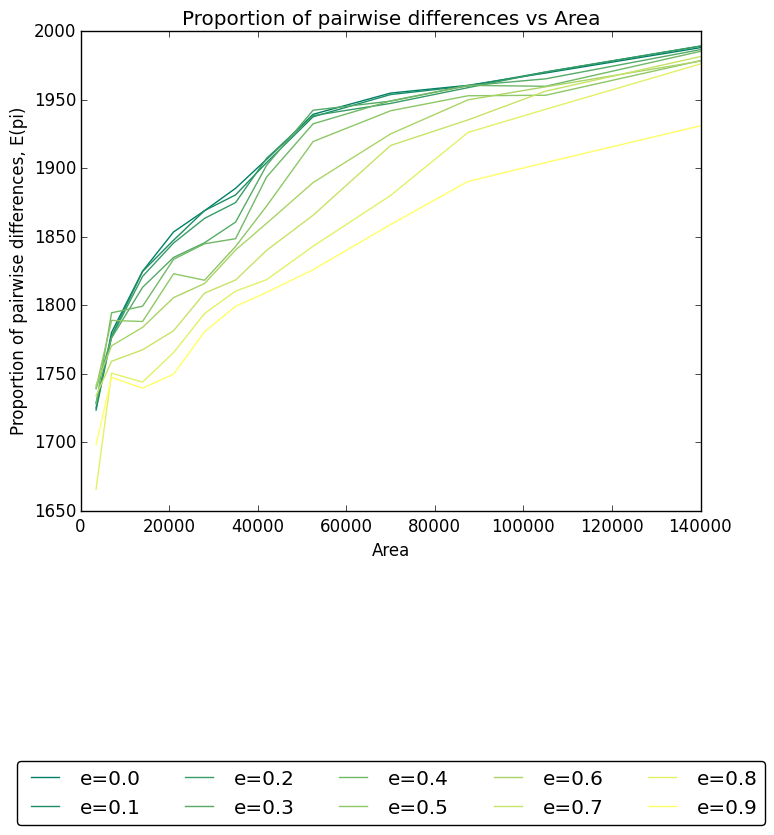 Proportion of pairwise differences vs Area
Proportion of pairwise differences, E(pi)
2000
1950
1900
1850
1800
1750
1700
1650
0 20000 40000 60000 80000 100000 120000 140000
Area
e=0.0 e=0.2 e=0.4 e=0.6 e=0.8
e=0.1 e=0.3 e=0.5 e=0.7 e=0.9